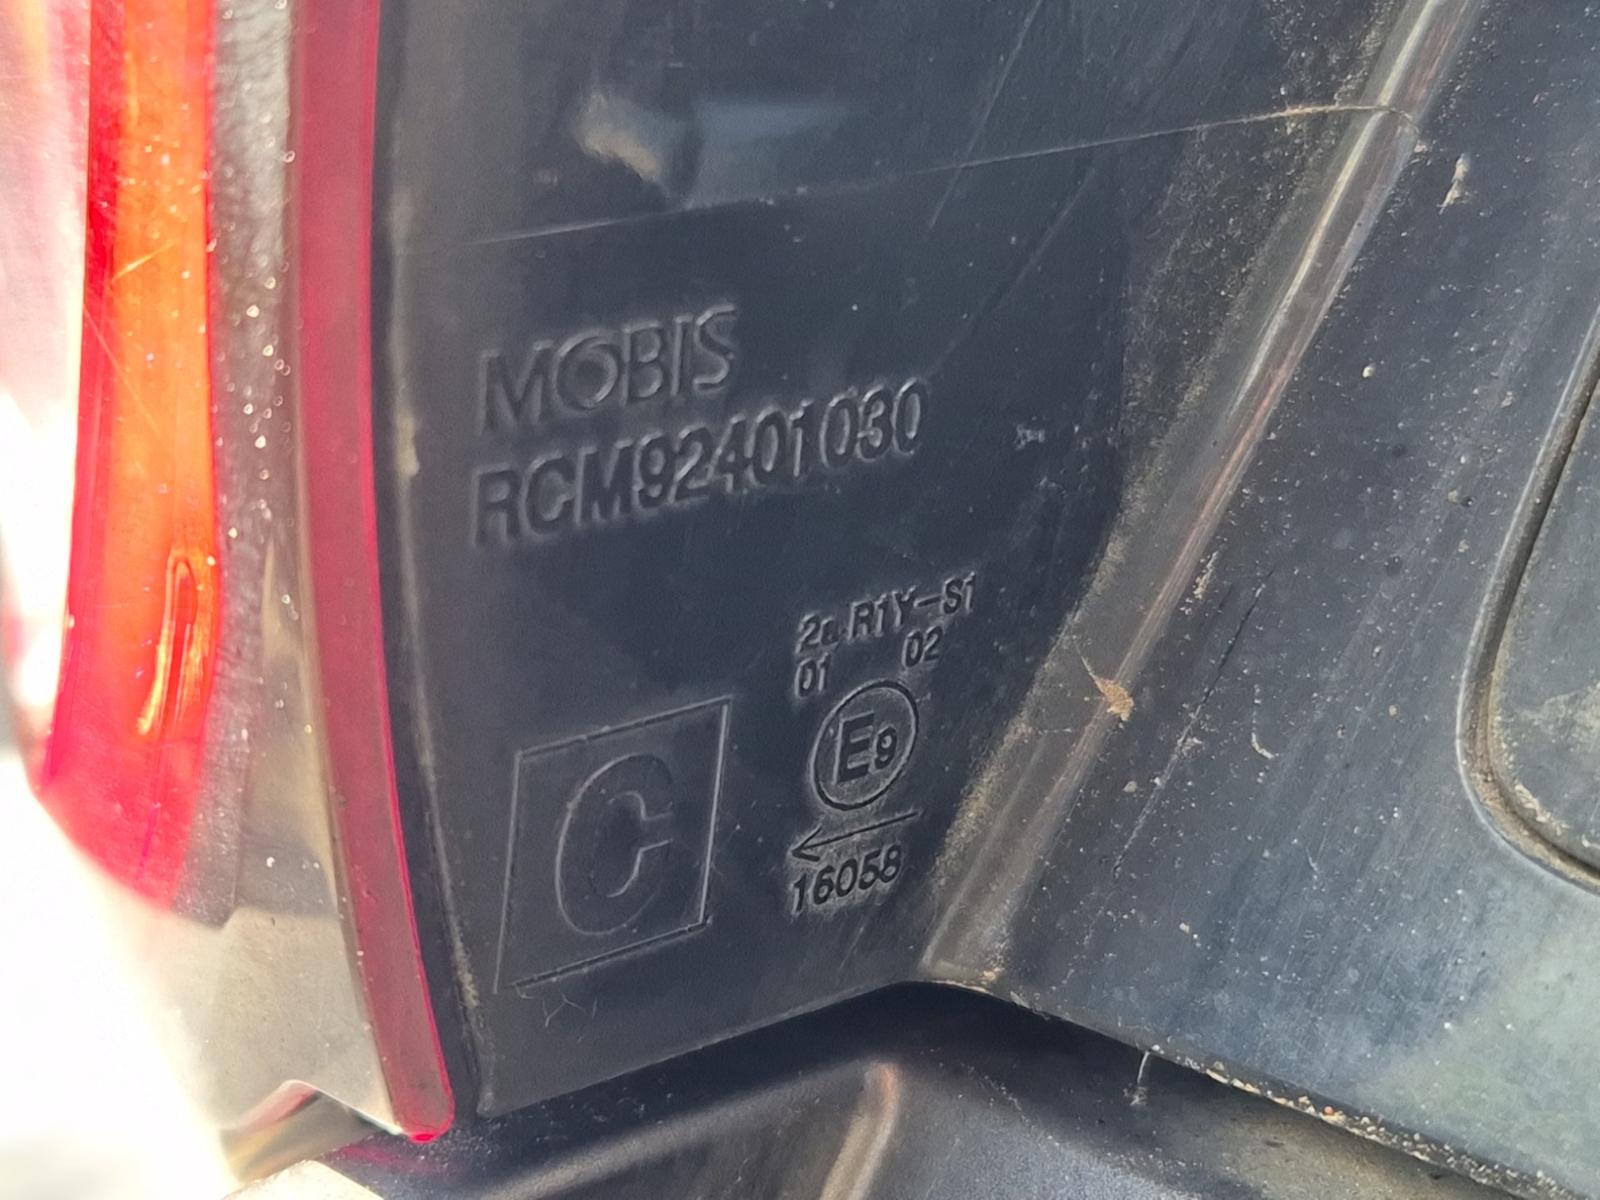 MOBIS
RCM92401030
2a R1Y-S1
01 02
E9
C
16058